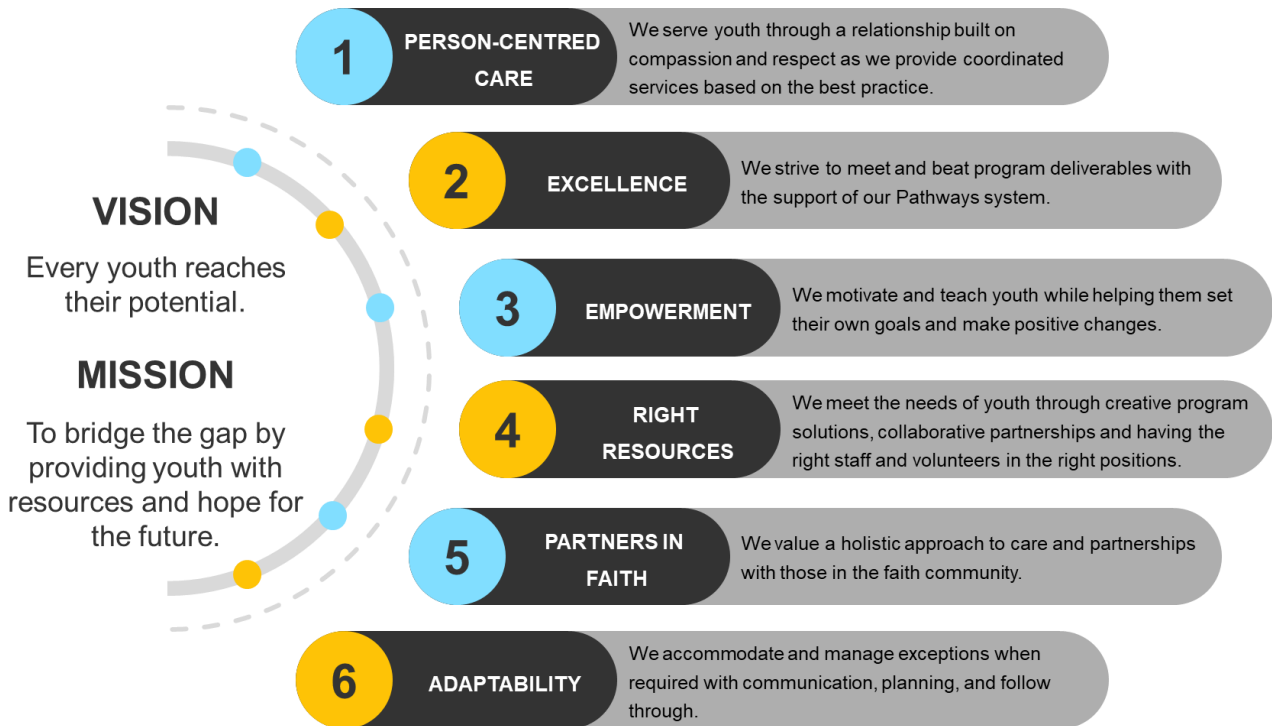 VISION
Every youth reaches
their potential.
MISSION
To bridge the gap by
providing youth with
resources and hope for
the future.
1
PERSON-CENTRED
CARE
We serve youth through a relationship built on
compassion and respect as we provide coordinated
services based on the best practice.
2
EXCELLENCE
We strive to meet and beat program deliverables with
the support of our Pathways system.
3
EMPOWERMENT
We motivate and teach youth while helping them set
their own goals and make positive changes.
4
RIGHT
RESOURCES
We meet the needs of youth through creative program
solutions, collaborative partnerships and having the
right staff and volunteers in the right positions.
5
PARTNERS IN
FAITH
We value a holistic approach to care and partnerships
with those in the faith community.
6
ADAPTABILITY
We accommodate and manage exceptions when
required with communication, planning, and follow
through.